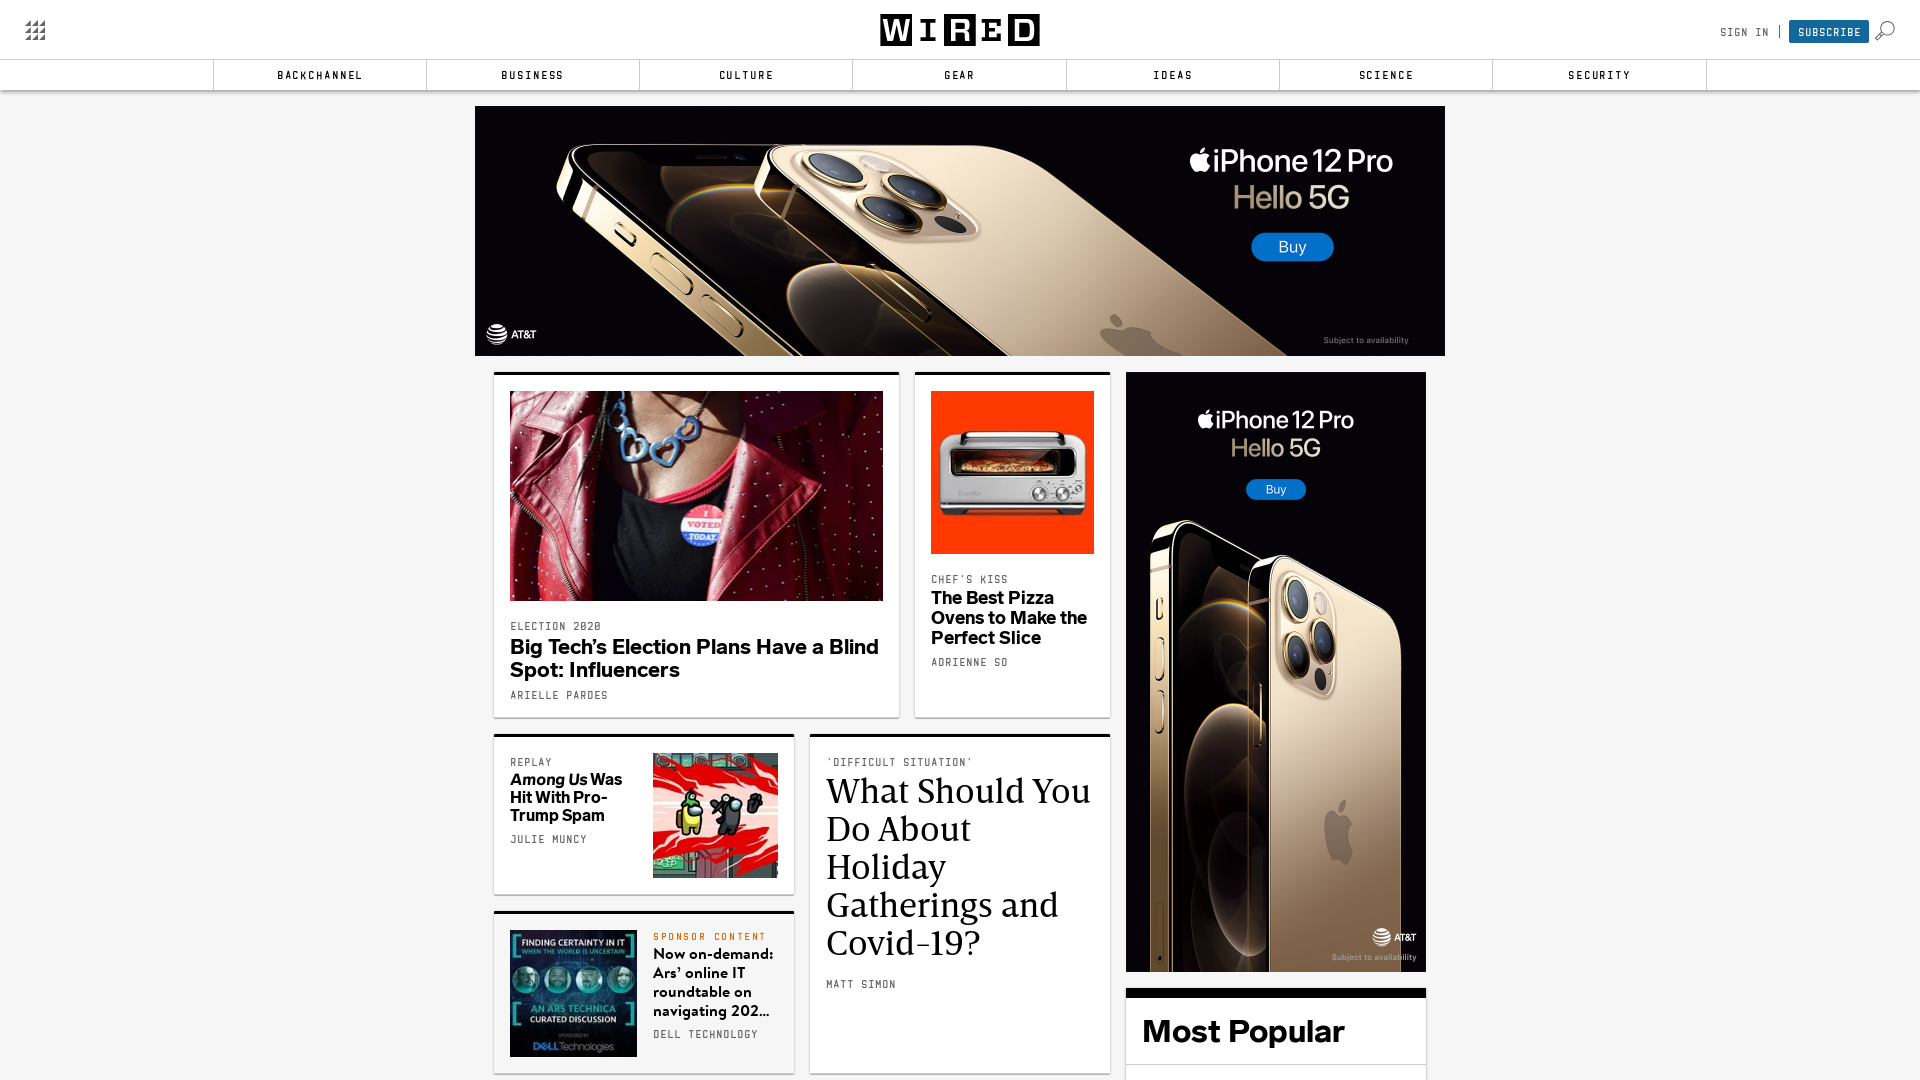 WIRED
SIGN IN
SUBSCRIBE
BACKCHANNEL
BUSINESS
CULTURE
GEAR
IDEAS
SCIENCE
SECURITY
iPhone 12 Pro
Hello 5G
Buy
AT&T
Subject to availability
I VOTED TODAY
ELECTION 2020
Big Tech’s Election Plans Have a Blind
Spot: Influencers
ARIELLE PARDES
CHEF'S KISS
The Best Pizza
Ovens to Make the
Perfect Slice
ADRIENNE SO
iPhone 12 Pro
Hello 5G
Buy
AT&T
Subject to availability
REPLAY
Among Us Was
Hit With Pro-
Trump Spam
JULIE MUNCY
'DIFFICULT SITUATION'
What Should You
Do About
Holiday
Gatherings and
Covid-19?
MATT SIMON
FINDING CERTAINTY IN IT
WHEN THE WORLD IS UNCERTAIN
AN ARS TECHNICA
CURATED DISCUSSION
SPONSORED BY
DELL Technologies
SPONSOR CONTENT
Now on-demand:
Ars’ online IT
roundtable on
navigating 202...
DELL TECHNOLOGY
Most Popular